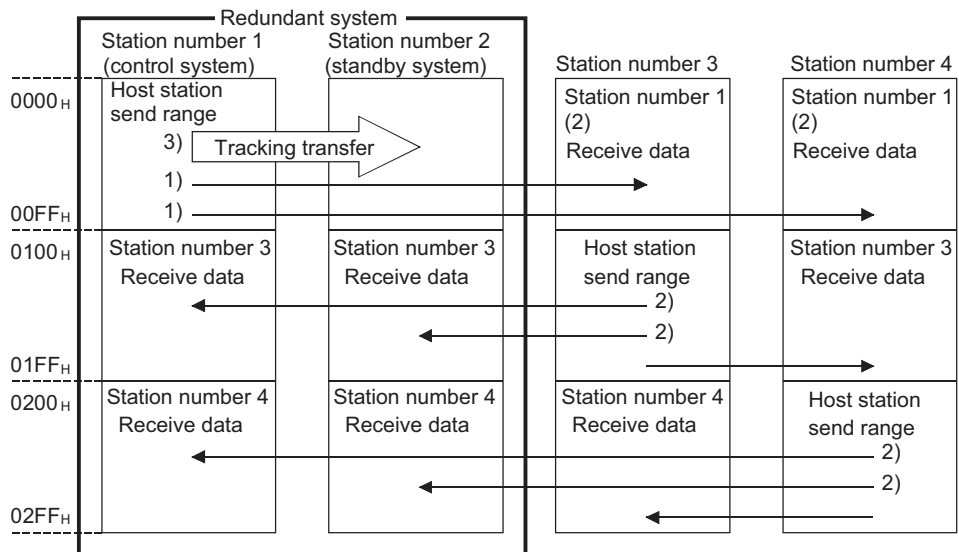 Redundant system
Station number 1
(control system)
Station number 2
(standby system)
Station number 3
Station number 4
0000H
Host station
send range
3)
Tracking transfer
1)
1)
00FFH
Station number 1
(2)
Receive data
Station number 1
(2)
Receive data
0100H
Station number 3
Receive data
Station number 3
Receive data
Host station
send range
2)
2)
Station number 3
Receive data
01FFH
0200H
Station number 4
Receive data
Station number 4
Receive data
Station number 4
Receive data
Host station
send range
2)
2)
02FFH